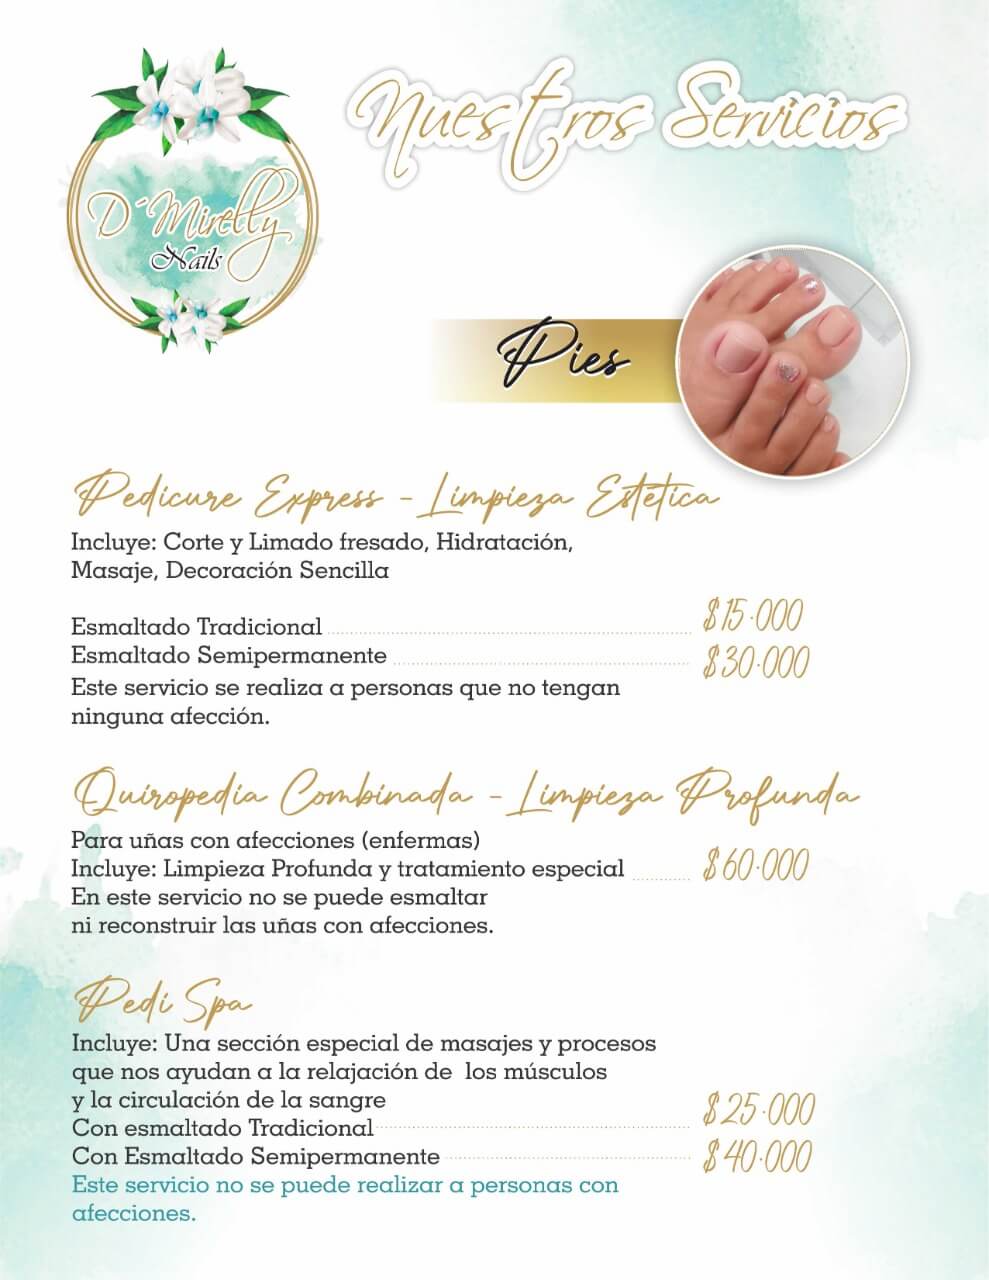 D´Mirelly
Nails
Nuestros Servicios
Pies
Pedicure Express - Limpieza Estética
Incluye: Corte y Limado fresado, Hidratación,
Masaje, Decoración Sencilla
Esmaltado Tradicional $15.000
Esmaltado Semipermanente $30.000
Este servicio se realiza a personas que no tengan
ninguna afección.
Quiropedia Combinada - Limpieza Profunda
Para uñas con afecciones (enfermas)
Incluye: Limpieza Profunda y tratamiento especial $60.000
En este servicio no se puede esmaltar
ni reconstruir las uñas con afecciones.
Pedi Spa
Incluye: Una sección especial de masajes y procesos
que nos ayudan a la relajación de los músculos
y la circulación de la sangre
Con esmaltado Tradicional $25.000
Con Esmaltado Semipermanente $40.000
Este servicio no se puede realizar a personas con
afecciones.